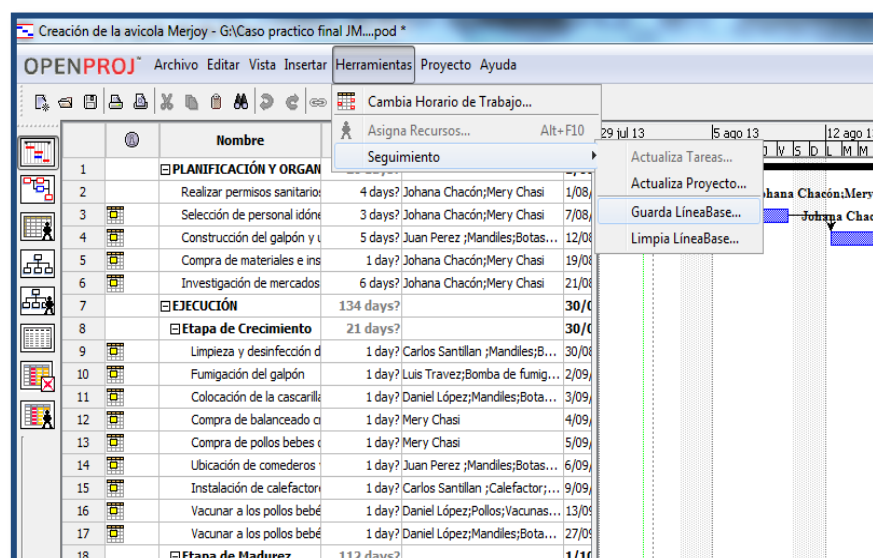 Creación de la avicola Merjoy - G:\Caso practico final JM....pod *
OPENPROJ Archivo Editar Vista Insertar Herramientas Proyecto Ayuda
Cambia Horario de Trabajo...
Asigna Recursos... Alt+F10
Seguimiento
Actualiza Tareas...
Actualiza Proyecto...
Guarda LíneaBase...
Limpia LíneaBase...
Nombre
29 jul 13 5 ago 13 12 ago 1
V S D L M M
1 PLANIFICACIÓN Y ORGAN
2 Realizar permisos sanitario 4 days? Johana Chacón;Mery Chasi 1/08/
3 Selección de personal idóne 3 days? Johana Chacón;Mery Chasi 7/08/
4 Construcción del galpón y u 5 days? Juan Perez ;Mandiles;Botas... 12/08
5 Compra de materiales e ins 1 day? Johana Chacón;Mery Chasi 19/08
6 Investigación de mercados 6 days? Johana Chacón;Mery Chasi 21/08
7 EJECUCIÓN 134 days? 30/0
8 Etapa de Crecimiento 21 days? 30/0
9 Limpieza y desinfección d 1 day? Carlos Santillan ;Mandiles;B... 30/08
10 Fumigación del galpón 1 day? Luis Travez;Bomba de fumig... 2/09/
11 Colocación de la cascarilla 1 day? Daniel López;Mandiles;Bota... 3/09/
12 Compra de balanceado 1 day? Mery Chasi 4/09/
13 Compra de pollos bebes 1 day? Mery Chasi 5/09/
14 Ubicación de comederos 1 day? Juan Perez ;Mandiles;Botas... 6/09/
15 Instalación de calefactor 1 day? Carlos Santillan ;Calefactor;... 9/09/
16 Vacunar a los pollos bebé 1 day? Daniel López;Pollos;Vacunas... 13/09
17 Vacunar a los pollos bebé 1 day? Daniel López;Mandiles;Bota... 27/09
18 Etapa de Madurez 112 days? 1/10
ohana Chacón;Mery
Johana Chac